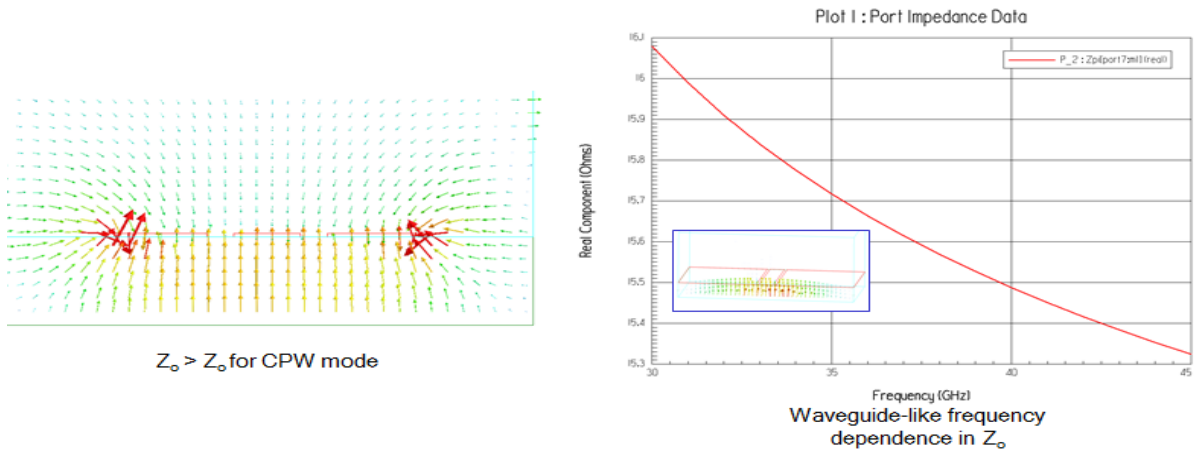 Plot 1 : Port Impedance Data
16.1
P_2 : Zpi[port7:m1](real)
16
15.9
15.8
15.7
Real Component (Ohms)
15.6
15.5
15.4
15.3
30
35
40
45
Frequency (GHz)
Zo > Zo for CPW mode
Waveguide-like frequency
dependence in Zo